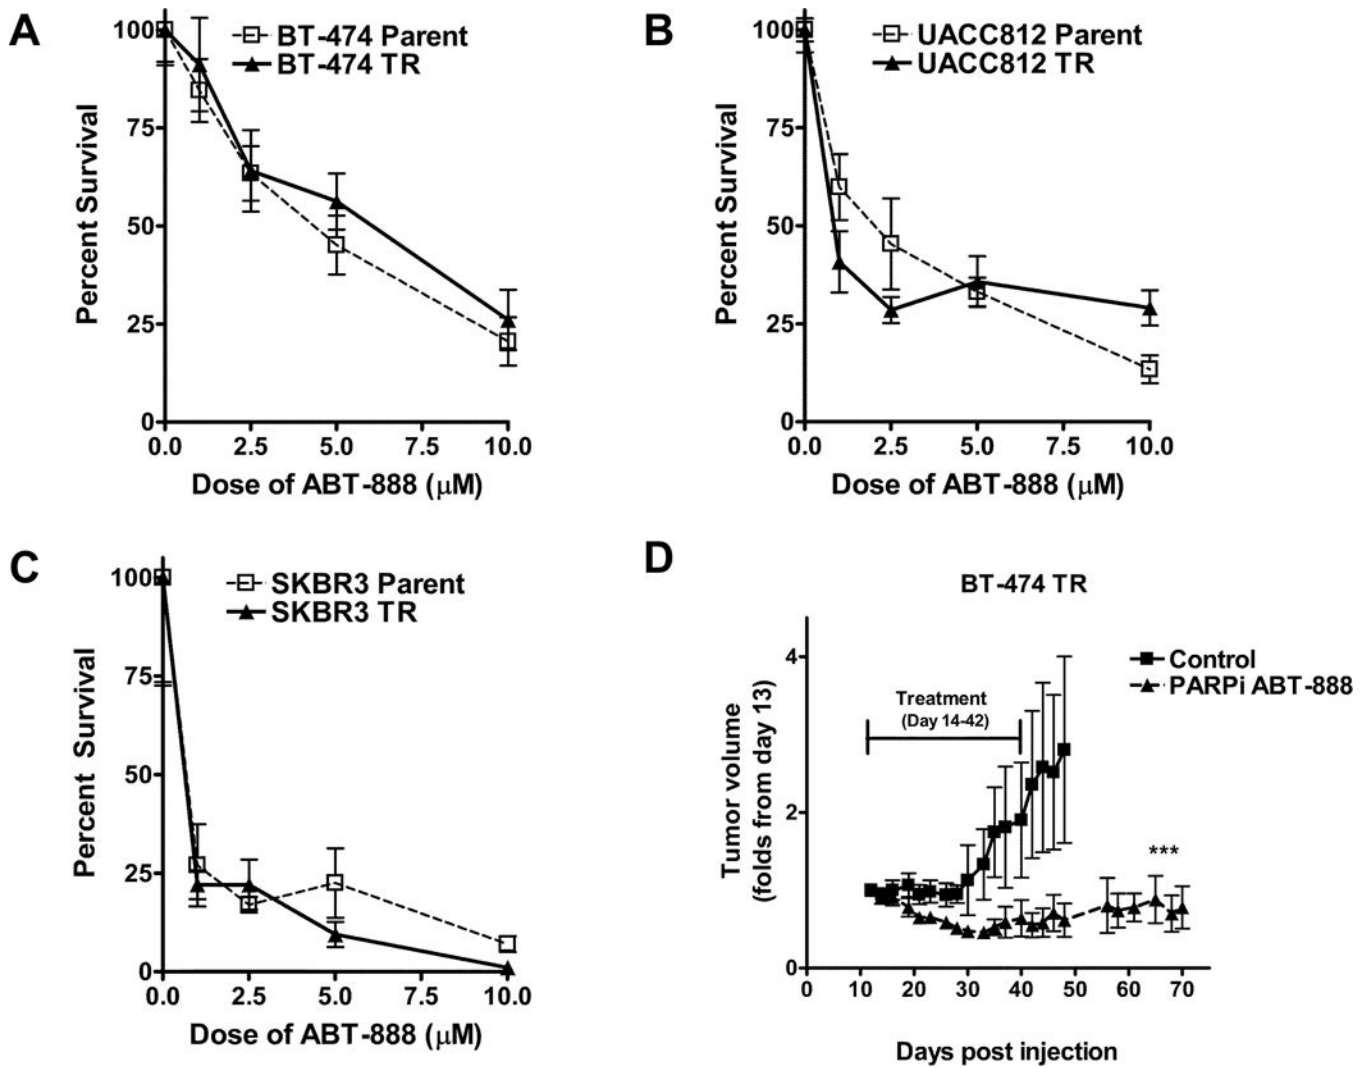 A
BT-474 Parent
BT-474 TR
100
75
50
25
0
0.0 2.5 5.0 7.5 10.0
Percent Survival
Dose of ABT-888 (μM)
B
UACC812 Parent
UACC812 TR
100
75
50
25
0
0.0 2.5 5.0 7.5 10.0
Percent Survival
Dose of ABT-888 (μM)
C
SKBR3 Parent
SKBR3 TR
100
75
50
25
0
0.0 2.5 5.0 7.5 10.0
Percent Survival
Dose of ABT-888 (μM)
D
BT-474 TR
Control
PARPi ABT-888
Treatment
(Day 14-42)
4
2
0
***
0 10 20 30 40 50 60 70
Tumor volume
(folds from day 13)
Days post injection